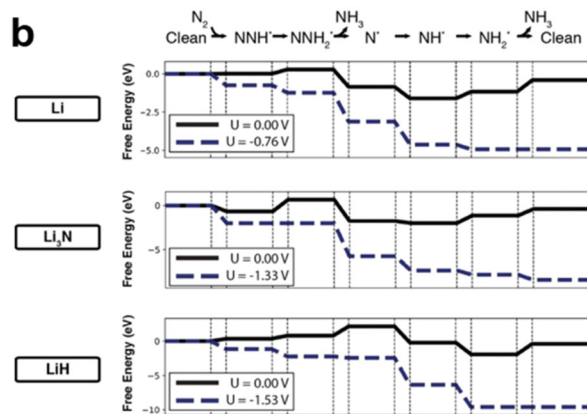 b
N₂ NH₃ NH₃
Clean → NNH* → NNH₂* → N* → NH* → NH₂* → Clean
Li
Free Energy (eV)
0.0
−2.5
−5.0
U = 0.00 V
U = -0.76 V
Li₃N
Free Energy (eV)
0
−5
U = 0.00 V
U = -1.33 V
LiH
Free Energy (eV)
0
−5
−10
U = 0.00 V
U = -1.53 V